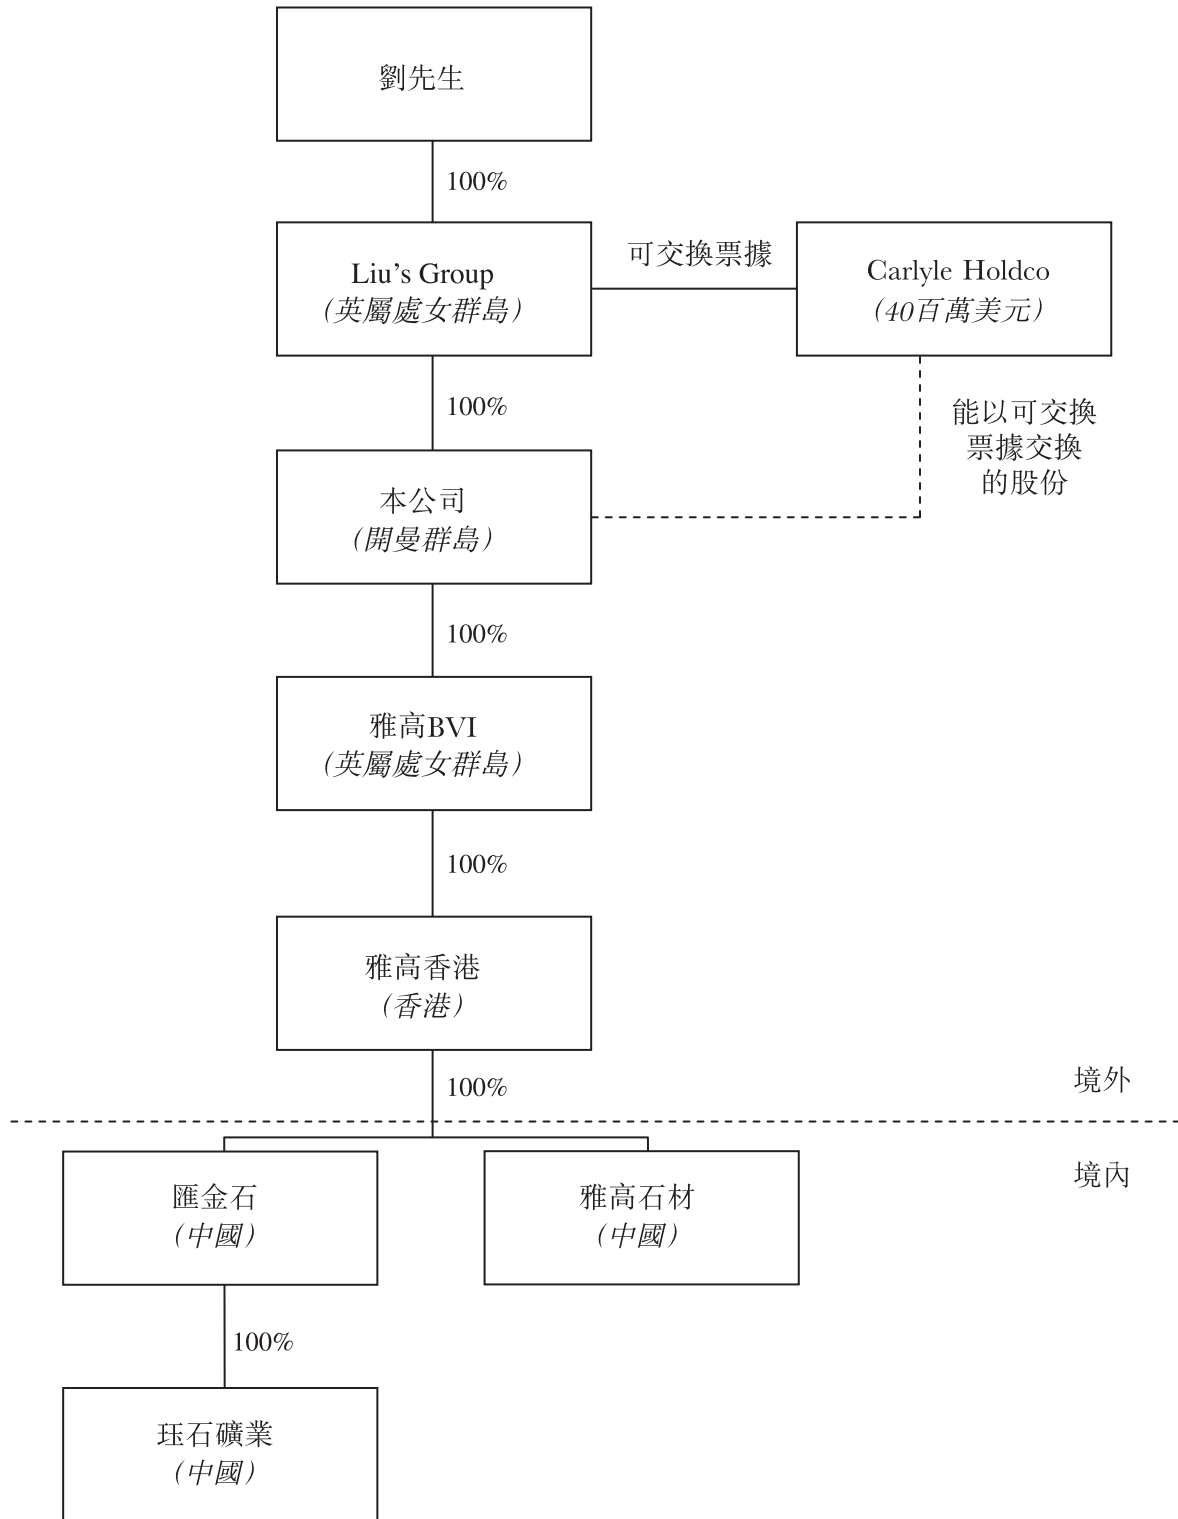 劉先生
100%
Liu's Group
(英屬處女群島)
可交換票據
Carlyle Holdco
(40百萬美元)
100%
能以可交換
票據交換
的股份
本公司
(開曼群島)
100%
雅高BVI
(英屬處女群島)
100%
雅高香港
(香港)
100%
境外
境內
匯金石
(中國)
雅高石材
(中國)
100%
珏石礦業
(中國)